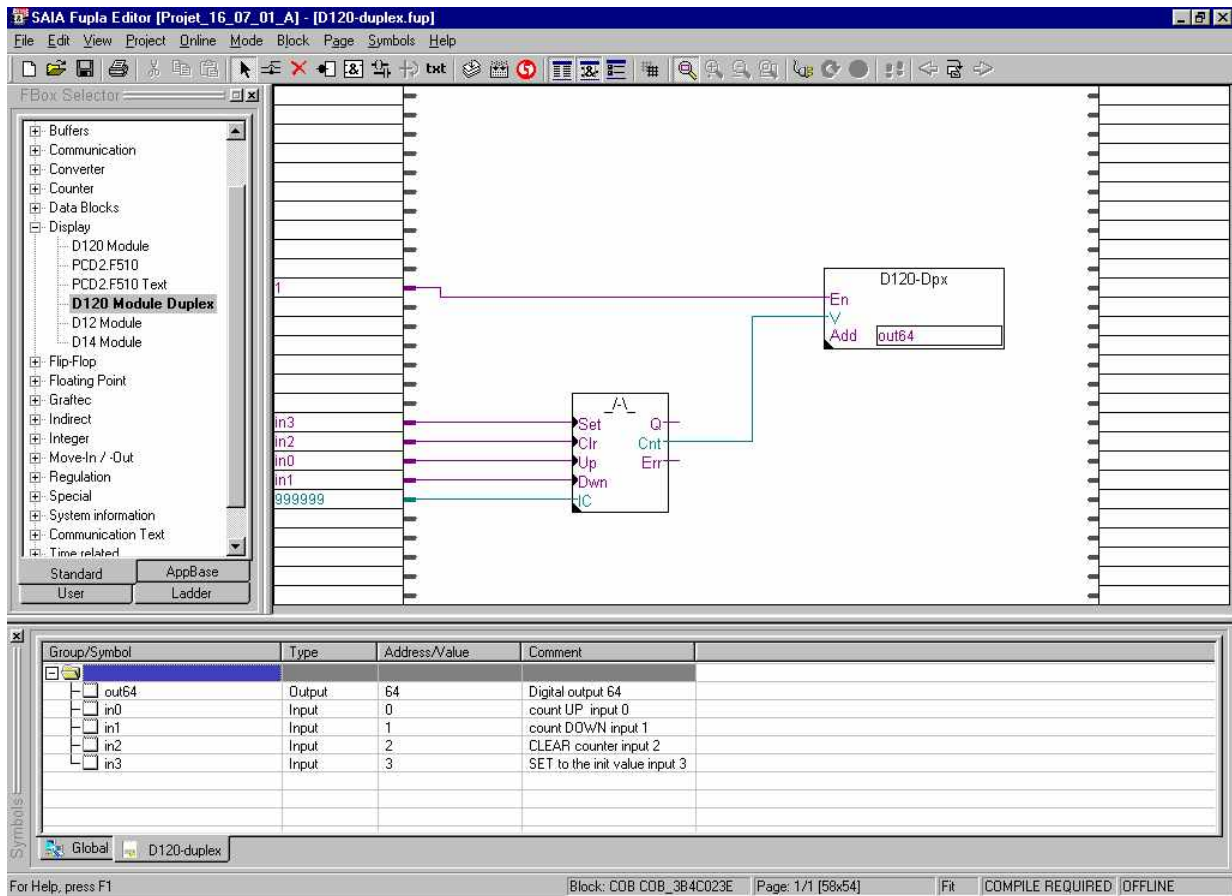 SAIA Fupla Editor [Projet_16_07_01_A] - [D120-duplex.fup]
File Edit View Project Online Mode Block Page Symbols Help
txt
FBox Selector
Buffers
Communication
Converter
Counter
Data Blocks
Display
D120 Module
PCD2.F510
PCD2.F510 Text
D120 Module Duplex
D12 Module
D14 Module
Flip-Flop
Floating Point
Graftec
Indirect
Integer
Move-In / -Out
Regulation
Special
System information
Communication Text
Time related
Standard AppBase
User Ladder
1
in3
in2
in0
in1
999999
_/-\_
Set Q
Clr Cnt
Up Err
Dwn
IC
D120-Dpx
En
V
Add out64
Group/Symbol Type Address/Value Comment
out64 Output 64 Digital output 64
in0 Input 0 count UP input 0
in1 Input 1 count DOWN input 1
in2 Input 2 CLEAR counter input 2
in3 Input 3 SET to the init value input 3
Symbols
Global D120-duplex
For Help, press F1 Block: COB COB_3B4C023E Page: 1/1 [58x54] Fit COMPILE REQUIRED OFFLINE